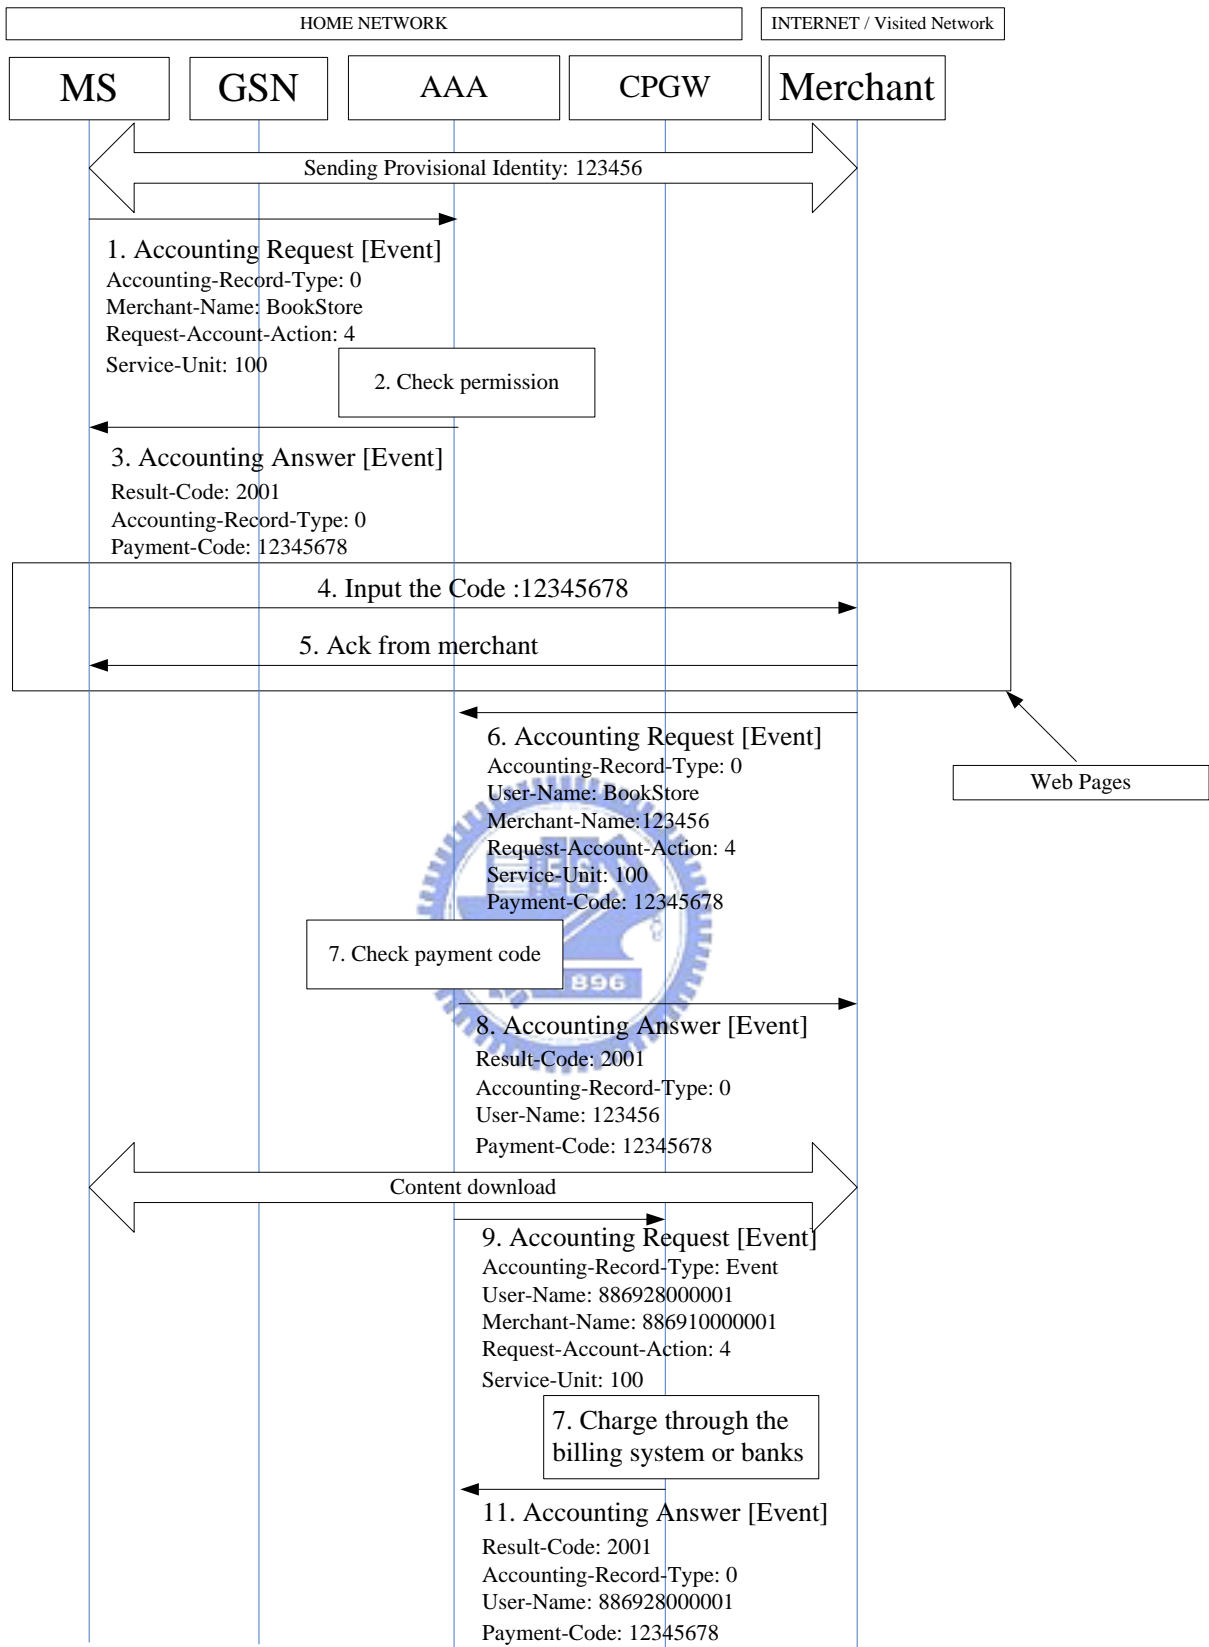 HOME NETWORK
INTERNET / Visited Network
MS
GSN
AAA
CPGW
Merchant
Sending Provisional Identity: 123456
1. Accounting Request [Event]
Accounting-Record-Type: 0
Merchant-Name: BookStore
Request-Account-Action: 4
Service-Unit: 100
2. Check permission
3. Accounting Answer [Event]
Result-Code: 2001
Accounting-Record-Type: 0
Payment-Code: 12345678
4. Input the Code :12345678
5. Ack from merchant
6. Accounting Request [Event]
Accounting-Record-Type: 0
User-Name: BookStore
Merchant-Name:123456
Request-Account-Action: 4
Service-Unit: 100
Payment-Code: 12345678
Web Pages
ES
7. Check payment code
896
8. Accounting Answer [Event]
Result-Code: 2001
Accounting-Record-Type: 0
User-Name: 123456
Payment-Code: 12345678
Content download
9. Accounting Request [Event]
Accounting-Record-Type: Event
User-Name: 886928000001
Merchant-Name: 886910000001
Request-Account-Action: 4
Service-Unit: 100
7. Charge through the
billing system or banks
11. Accounting Answer [Event]
Result-Code: 2001
Accounting-Record-Type: 0
User-Name: 886928000001
Payment-Code: 12345678